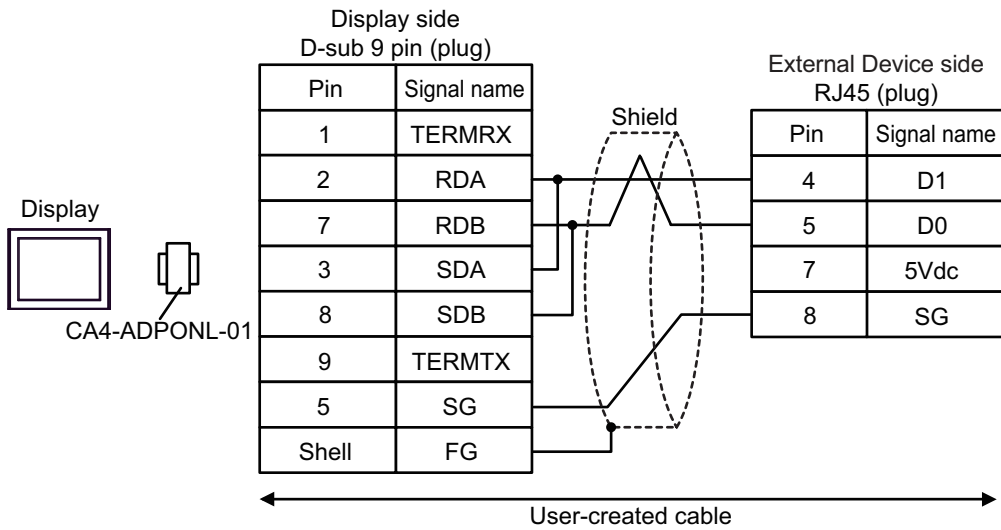 Display side
D-sub 9 pin (plug)
Pin Signal name
1 TERMRX
2 RDA
7 RDB
3 SDA
8 SDB
9 TERMTX
5 SG
Shell FG
Shield
External Device side
RJ45 (plug)
Pin Signal name
4 D1
5 D0
7 5Vdc
8 SG
Display
CA4-ADPONL-01
User-created cable